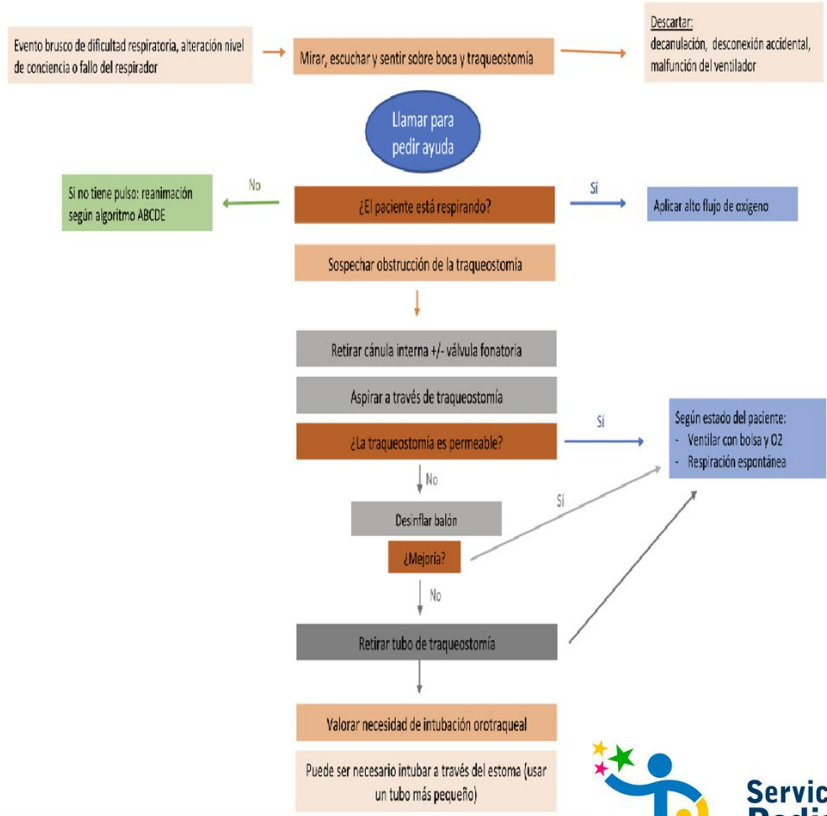 Evento brusco de dificultad respiratoria, alteración nivel
de conciencia o fallo del respirador
Mirar, escuchar y sentir sobre boca y traqueostomía
Descartar:
decanulación, desconexión accidental,
malfunción del ventilador
Llamar para
pedir ayuda
Si no tiene pulso: reanimación
según algoritmo ABCDE
No
¿El paciente está respirando?
Sí
Aplicar alto flujo de oxigeno
Sospechar obstrucción de la traqueostomía
Retirar cánula interna +/- válvula fonatoria
Aspirar a través de traqueostomía
¿La traqueostomía es permeable?
Sí
Según estado del paciente:
- Ventilar con bolsa y O2
- Respiración espontánea
No
Desinflar balón
Sí
¿Mejoría?
No
Retirar tubo de traqueostomía
Valorar necesidad de intubación orotraqueal
Puede ser necesario intubar a través del estoma (usar
un tubo más pequeño)
Servic